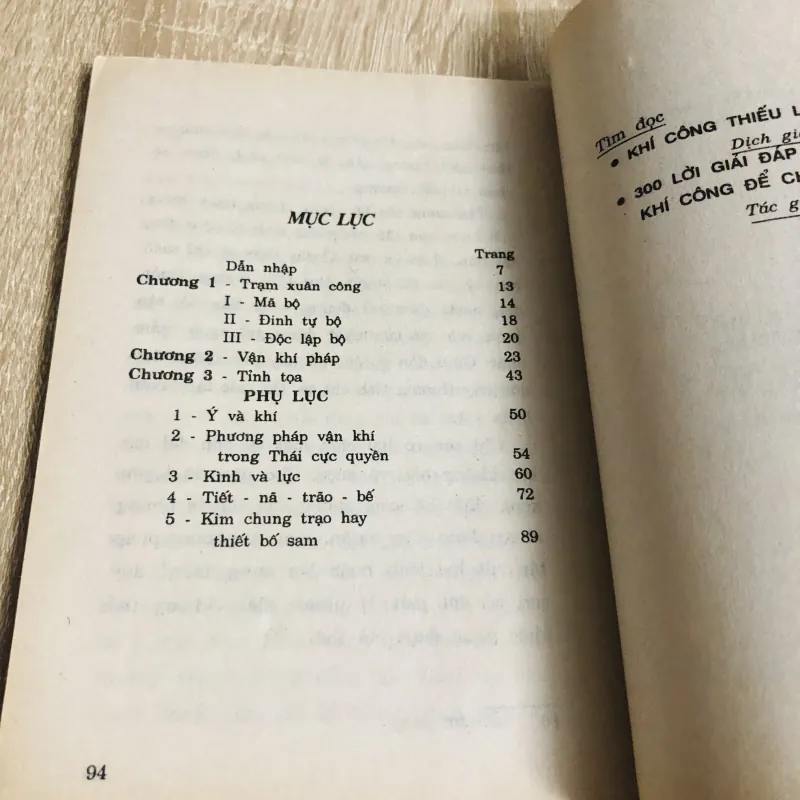 MỤC LỤC
Trang
Dẫn nhập 7
Chương 1 - Trạm xuân công 13
I - Mã bộ 14
II - Đinh tự bộ 18
III - Độc lập bộ 20
Chương 2 - Vận khí pháp 23
Chương 3 - Tĩnh tọa 43
PHỤ LỤC
1 - Ý và khí 50
2 - Phương pháp vận khí
trong Thái cực quyền 54
3 - Kình và lực 60
4 - Tiết - nã - trảo - bế 72
5 - Kim chung trạo hay
thiết bố sam 89
94
Tìm đọc
• KHÍ CÔNG THIẾU L
Dịch gi
• 300 LỜI GIẢI ĐÁP
KHÍ CÔNG ĐỂ CH
Tác g